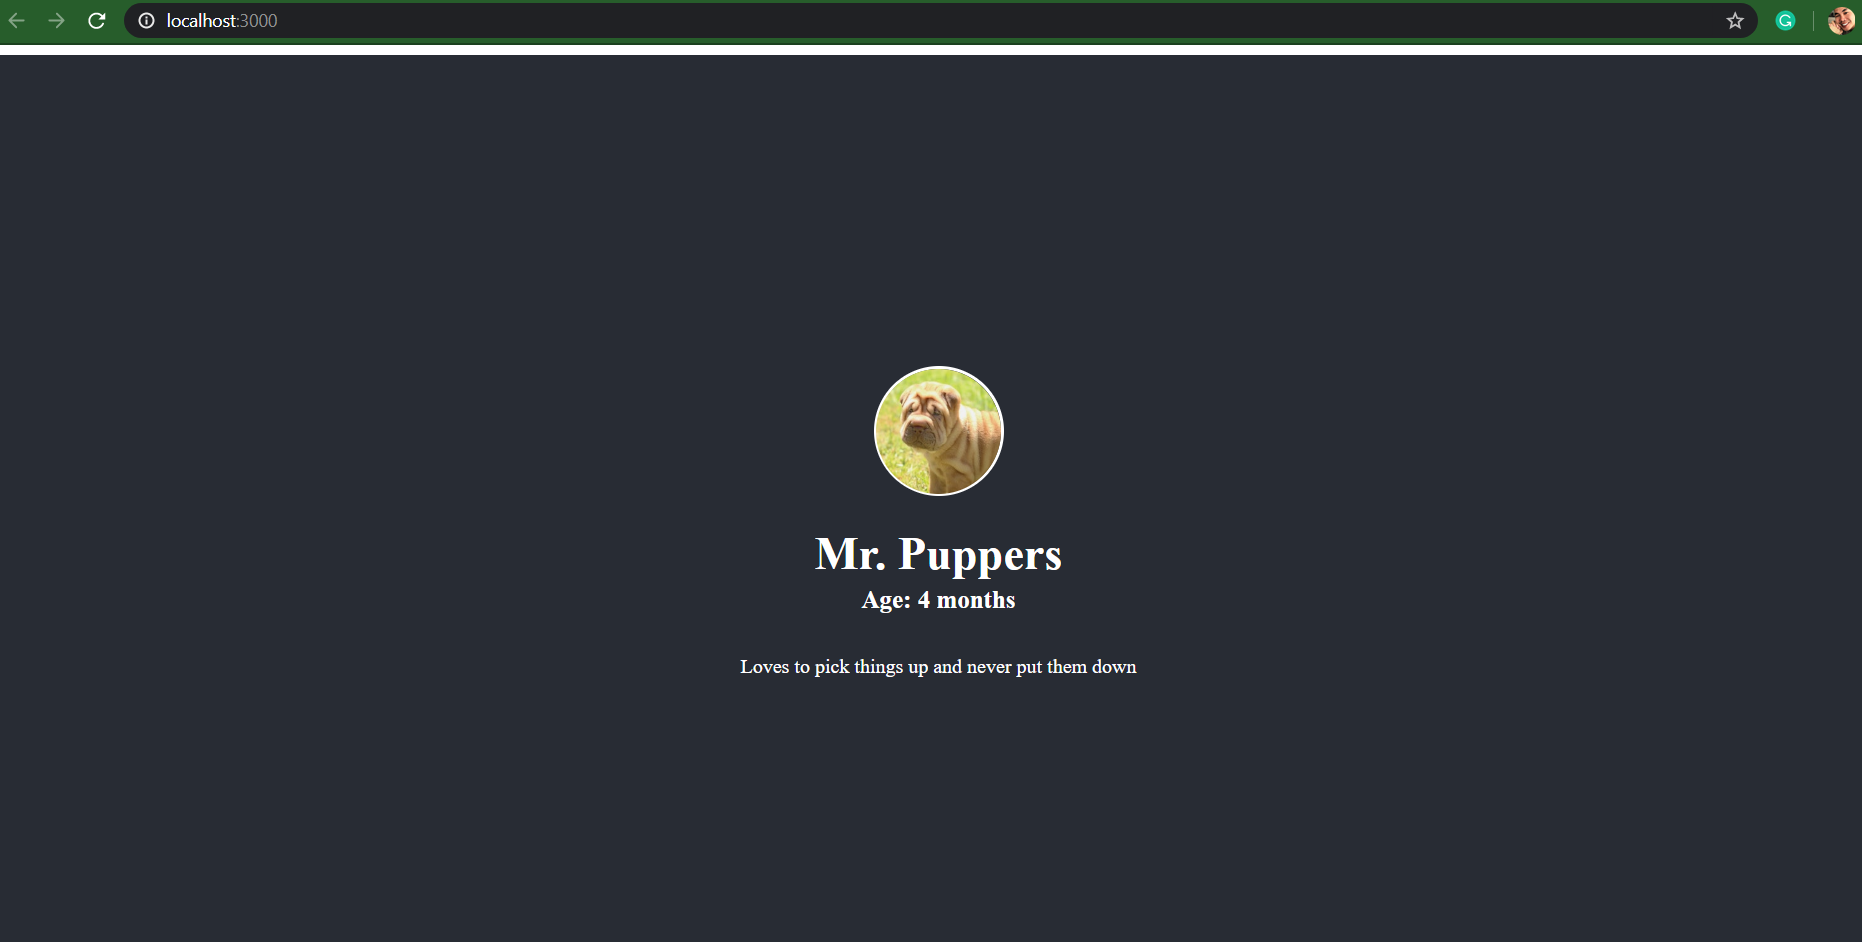 localhost:3000
Mr. Puppers
Age: 4 months
Loves to pick things up and never put them down